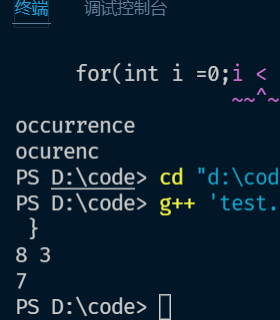 终端 调试控制台
for(int i =0;i <
~~^~
occurrence
ocurenc
PS D:\code> cd "d:\cod
PS D:\code> g++ 'test.
}
8 3
7
PS D:\code>